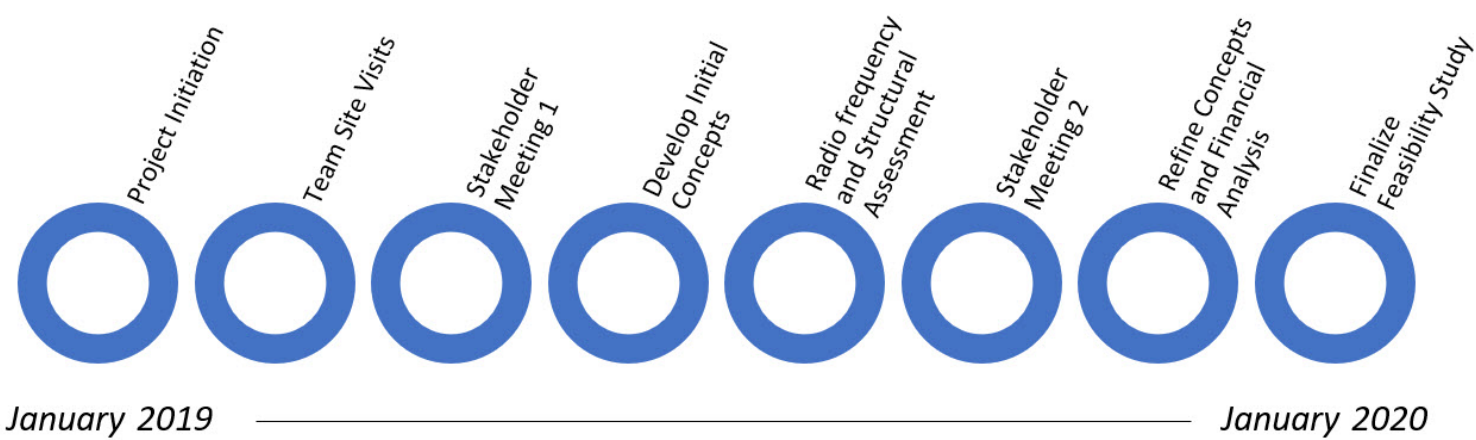 Project Initiation
Team Site Visits
Stakeholder
Meeting 1
Develop Initial
Concepts
Radio frequency
and Structural
Assessment
Stakeholder
Meeting 2
Refine Concepts
and Financial
Analysis
Finalize
Feasibility Study
January 2019
January 2020